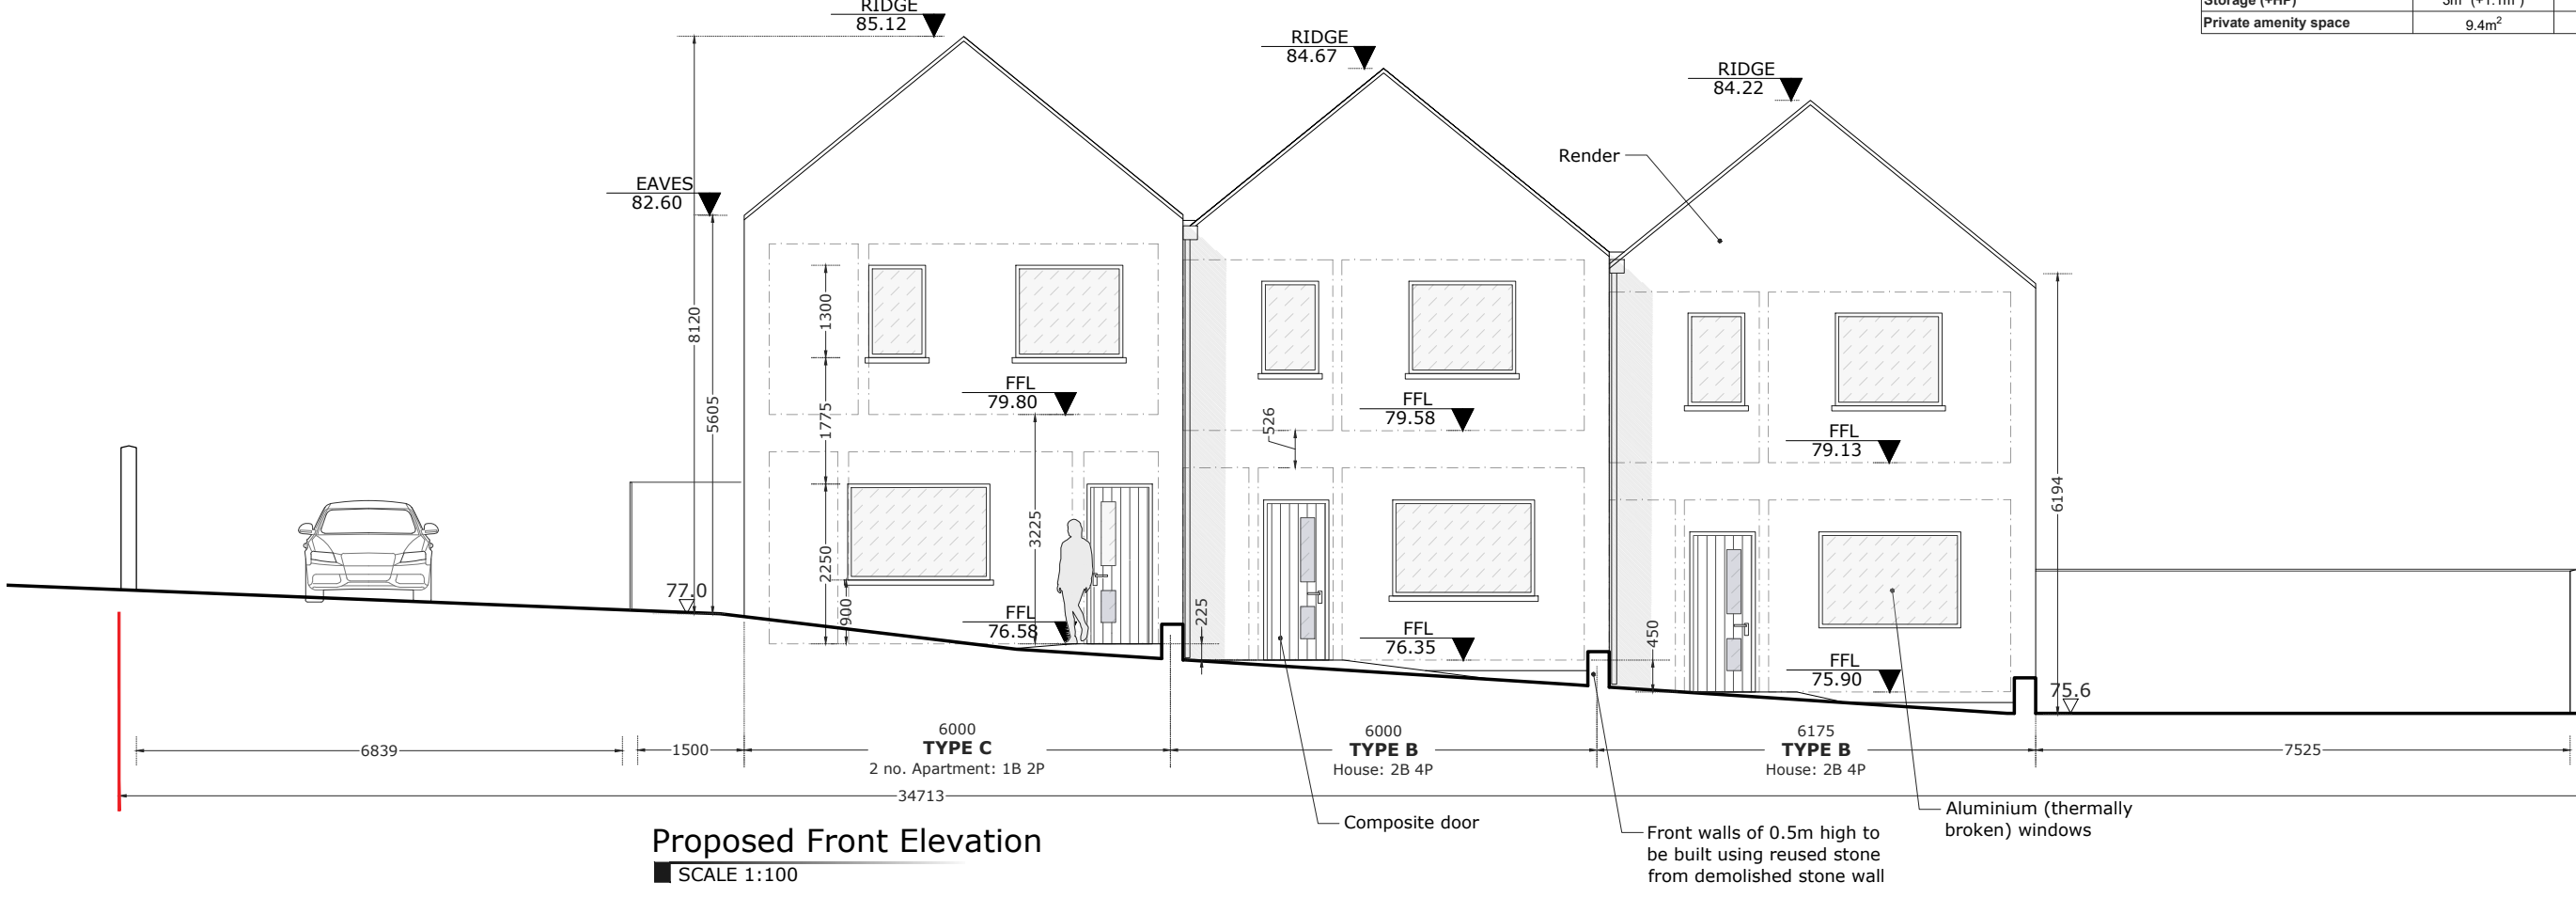 RIDGE
85.12
RIDGE
84.67
RIDGE
84.22
Storage (+HP)
Private amenity space 9.4m²
Render
EAVES
82.60
8120
5605
1300
1775
2250
900
3225
FFL
79.80
FFL
79.58
FFL
79.13
526
6194
77.0
FFL
76.58
225
FFL
76.35
450
FFL
75.90
75.6
6839
1500
6000
TYPE C
2 no. Apartment: 1B 2P
6000
TYPE B
House: 2B 4P
6175
TYPE B
House: 2B 4P
7525
34713
Composite door
Front walls of 0.5m high to
be built using reused stone
from demolished stone wall
Aluminium (thermally
broken) windows
Proposed Front Elevation
SCALE 1:100